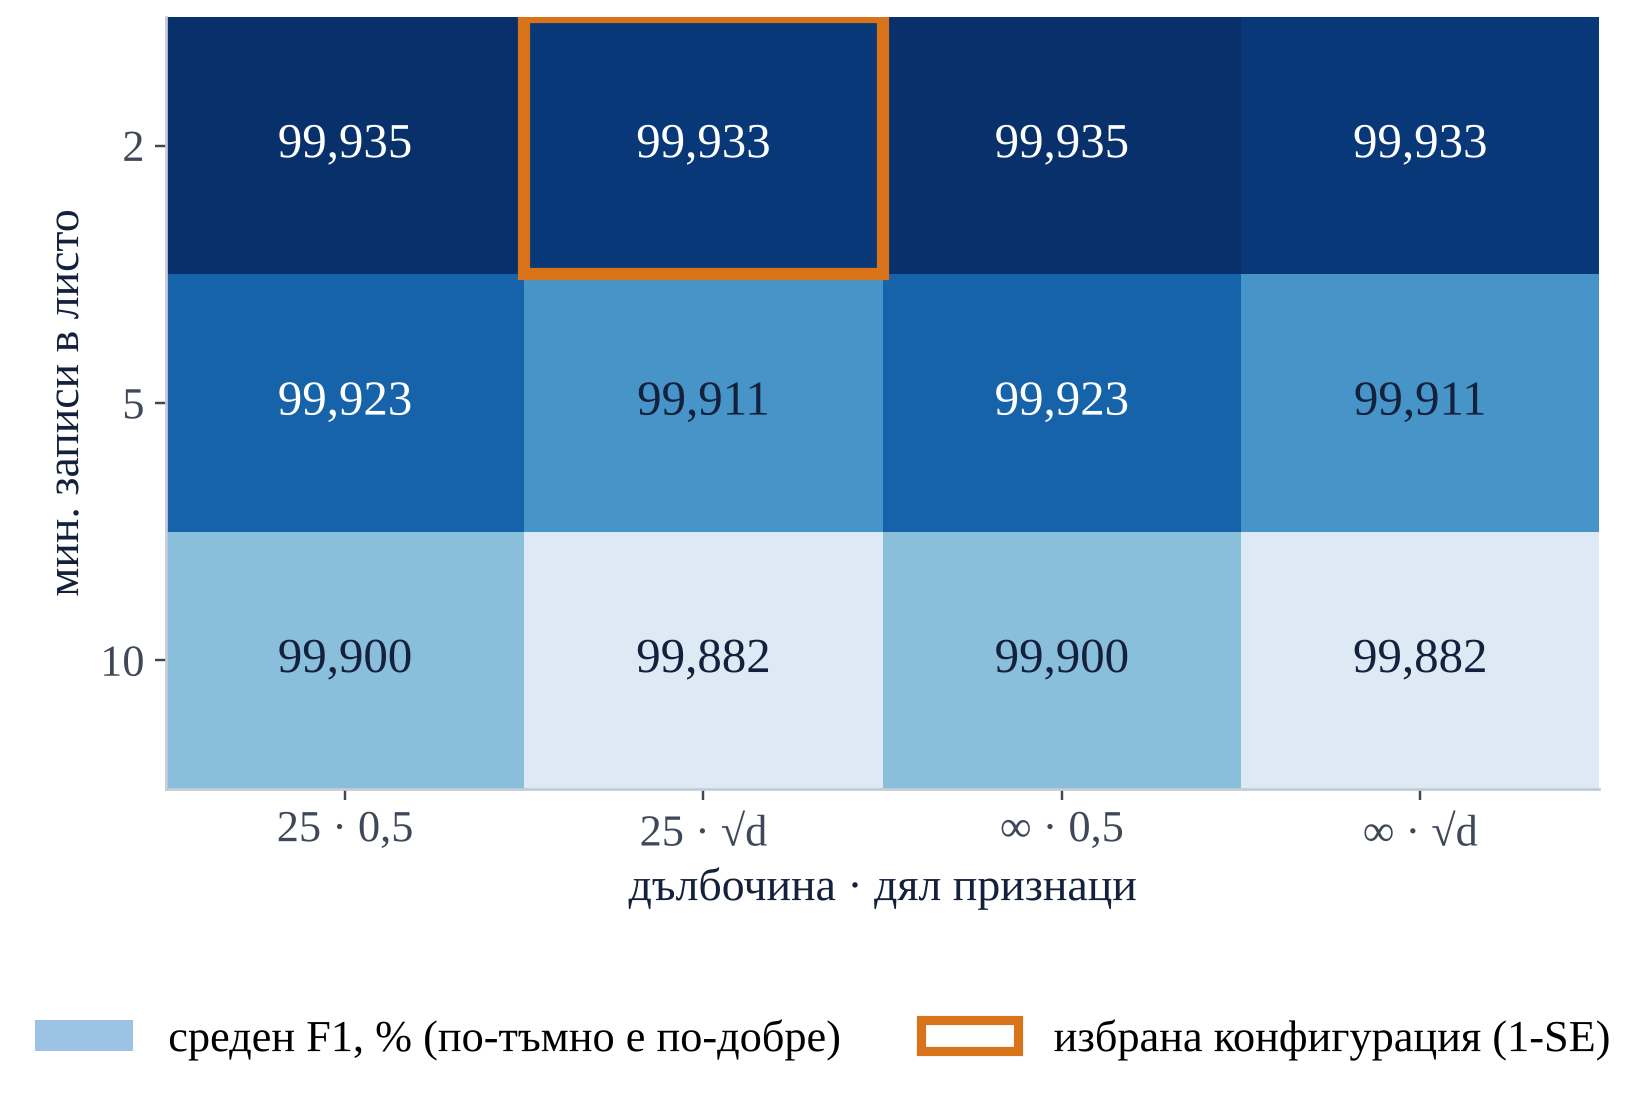 мин. записи в листо
2
99,935 99,933 99,935 99,933
5
99,923 99,911 99,923 99,911
10
99,900 99,882 99,900 99,882
25 · 0,5 25 · √d ∞ · 0,5 ∞ · √d
дълбочина · дял признаци
среден F1, % (по-тъмно е по-добре)
избрана конфигурация (1-SE)